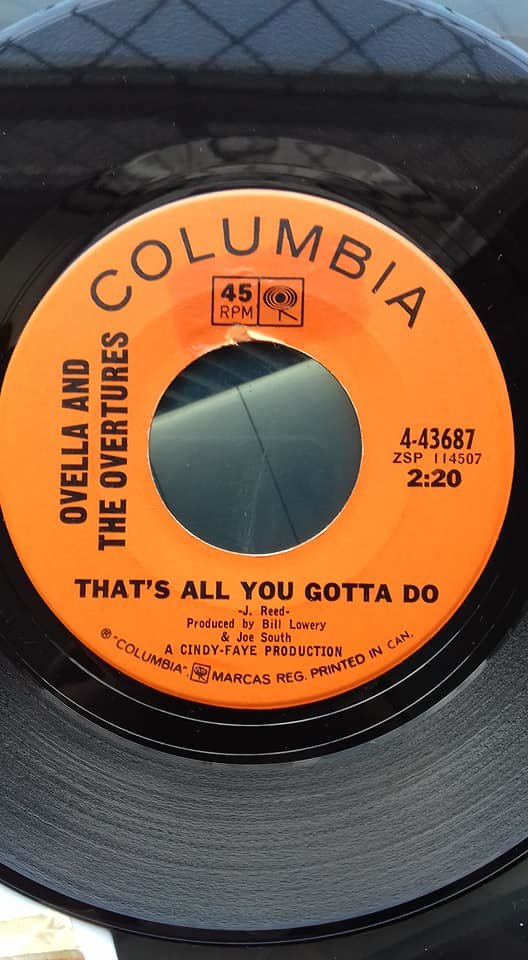 COLUMBIA
45
RPM
OVELLA AND
THE OVERTURES
4-43687
ZSP 114507
2:20
THAT'S ALL YOU GOTTA DO
-J. Reed-
Produced by Bill Lowery
& Joe South
A CINDY-FAYE PRODUCTION
® "COLUMBIA", MARCAS REG. PRINTED IN CAN.